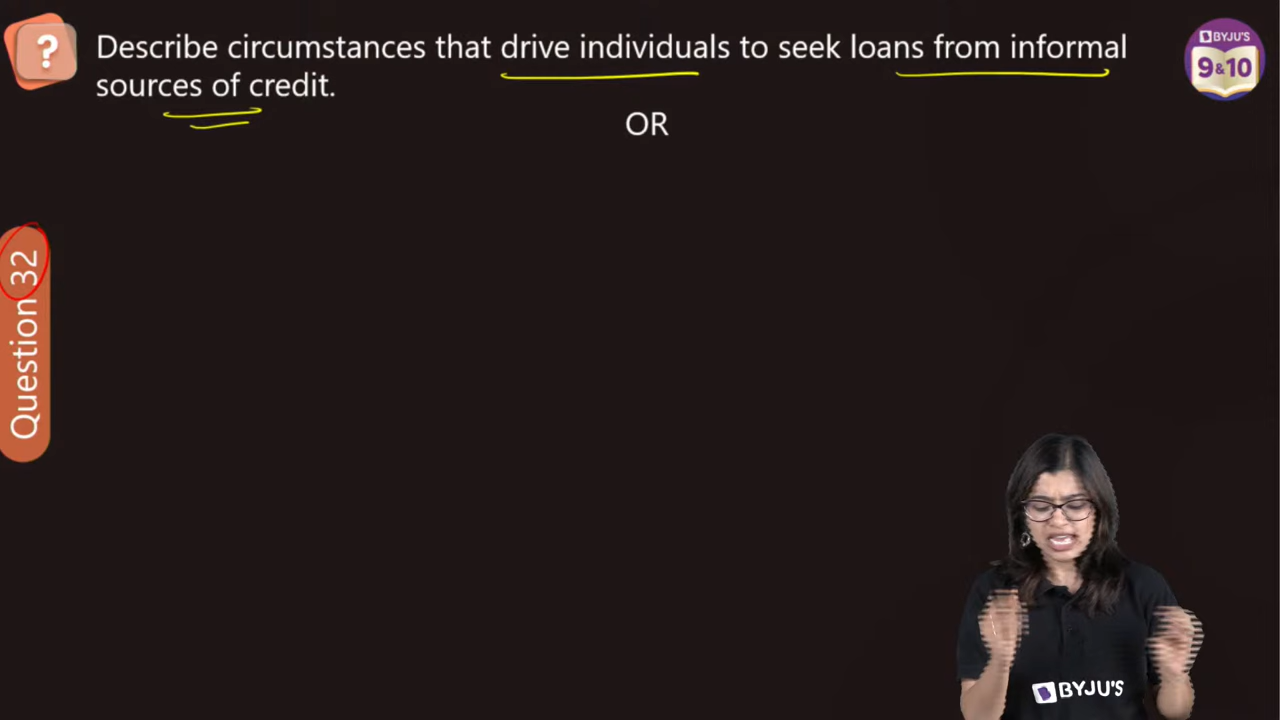 ?
Describe circumstances that drive individuals to seek loans from informal
sources of credit.
OR
BYJU'S
9&10
Question 32
BYJU'S